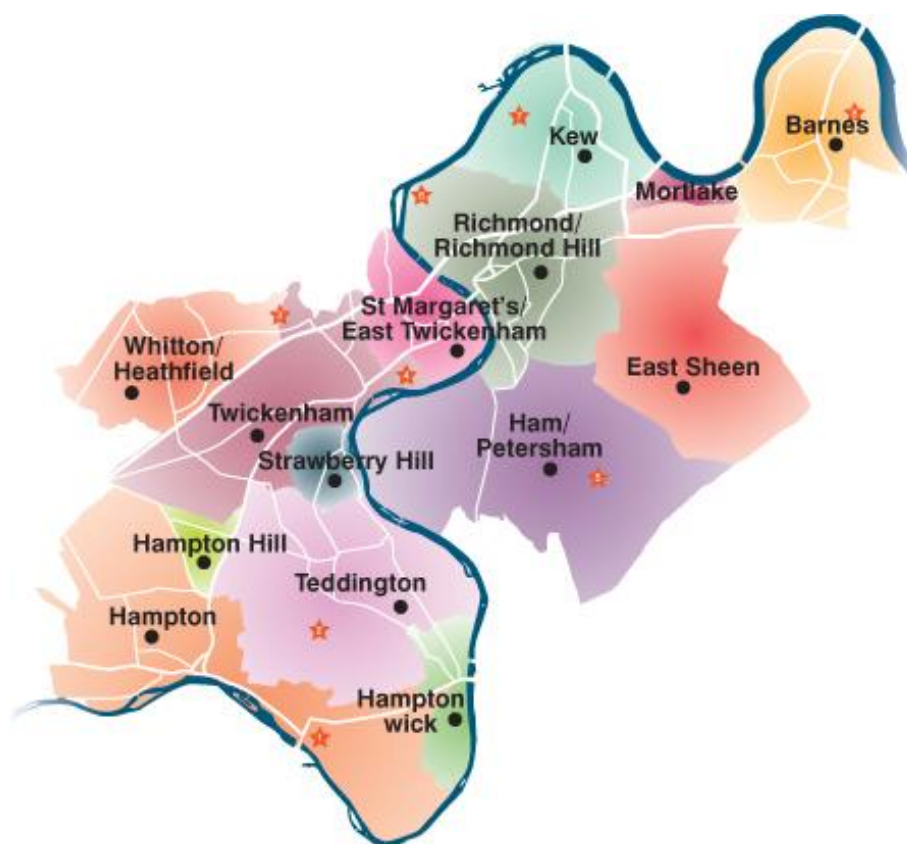 Kew
Barnes
Mortlake
Richmond/
Richmond Hill
St Margaret's/
East Twickenham
Whitton/
Heathfield
East Sheen
Twickenham
Ham/
Petersham
Strawberry Hill
Hampton Hill
Teddington
Hampton
Hampton
wick